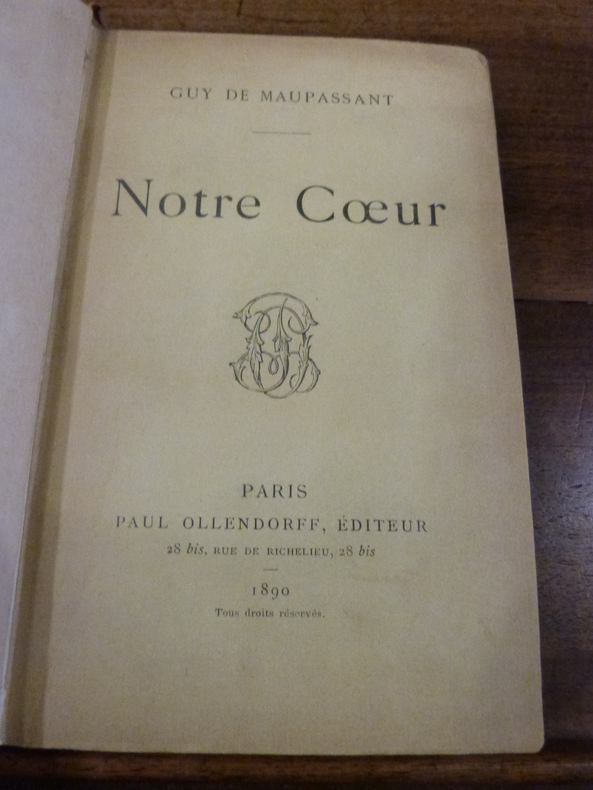 GUY DE MAUPASSANT
Notre Cœur
PARIS
PAUL OLLENDORFF, ÉDITEUR
28 bis, RUE DE RICHELIEU, 28 bis
1890
Tous droits réservés.